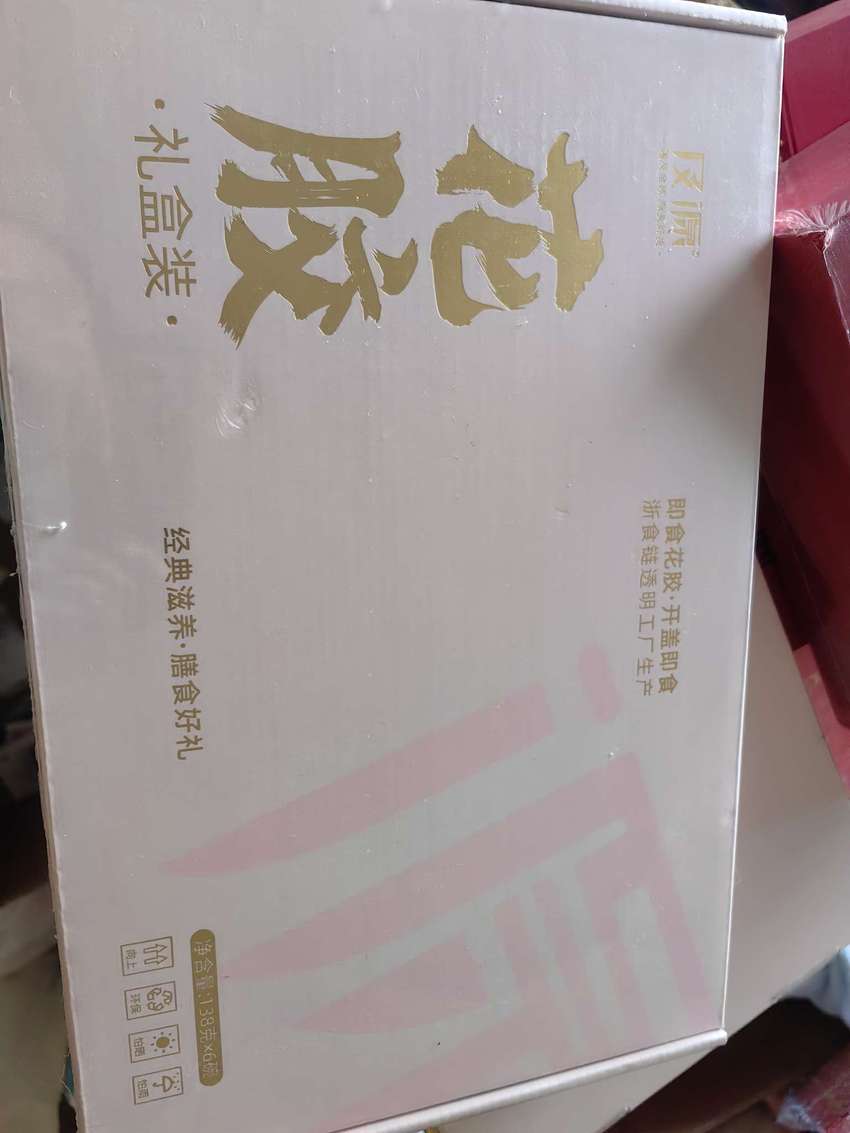 花胶
·礼盒装·
即食花胶·开盖即食
浙食链透明工厂生产
经典滋养·膳食好礼
净含量:138克×6碗
向上
环保
怕晒
怕雨